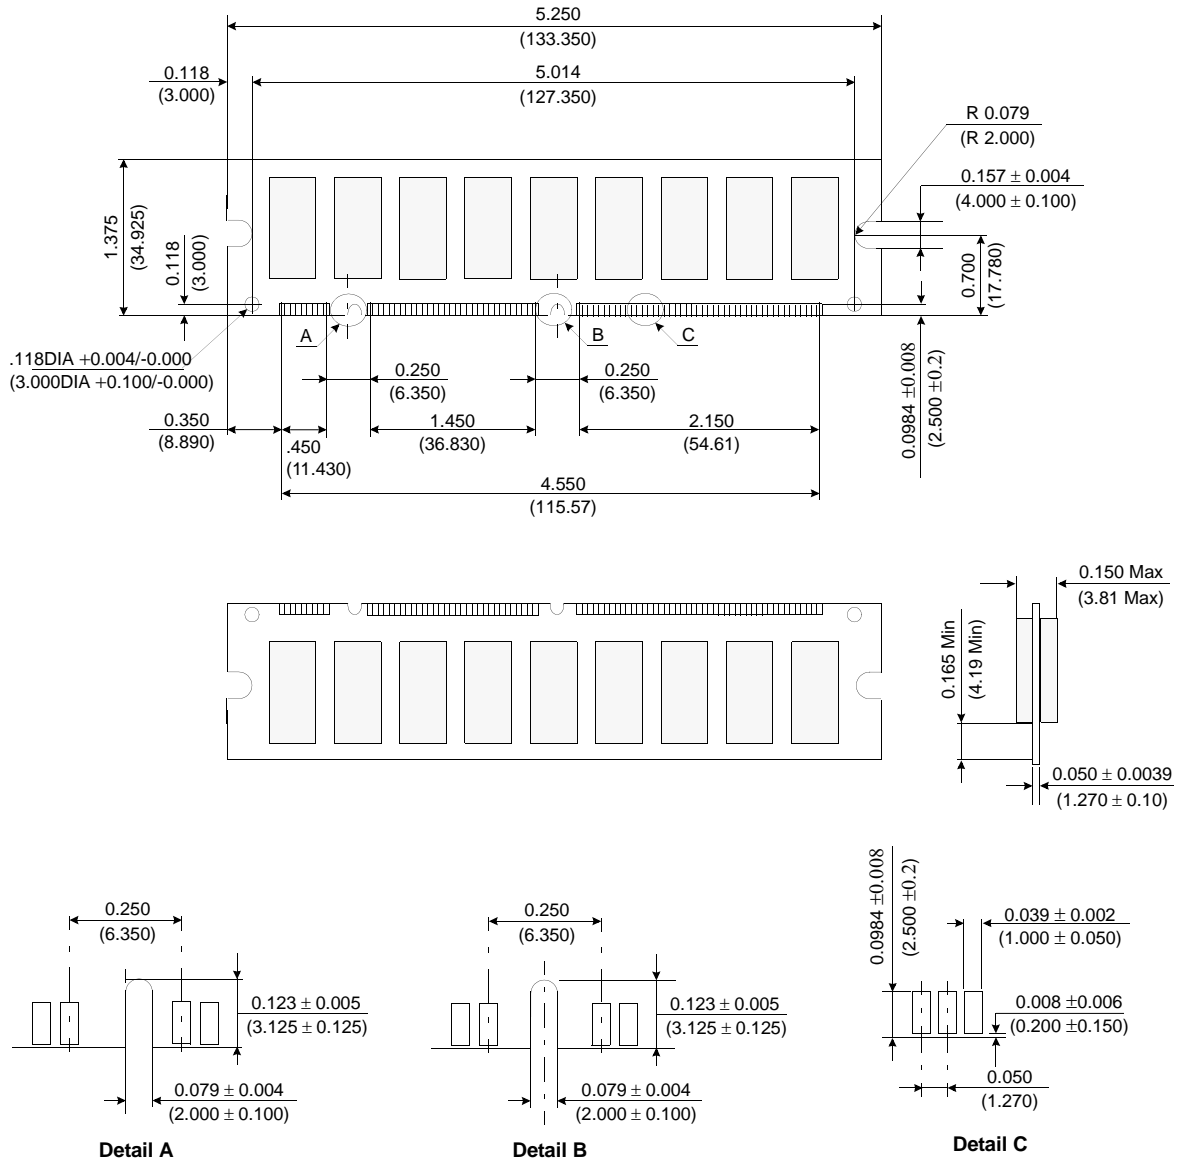 5.250
(133.350)
0.118
(3.000)
5.014
(127.350)
R 0.079
(R 2.000)
0.157 ± 0.004
(4.000 ± 0.100)
1.375
(34.925)
0.118
(3.000)
0.700
(17.780)
A
B
C
.118DIA +0.004/-0.000
(3.000DIA +0.100/-0.000)
0.250
(6.350)
0.250
(6.350)
0.0984 ±0.008
(2.500 ±0.2)
0.350
(8.890)
.450
(11.430)
1.450
(36.830)
2.150
(54.61)
4.550
(115.57)
0.150 Max
(3.81 Max)
0.165 Min
(4.19 Min)
0.050 ± 0.0039
(1.270 ± 0.10)
0.250
(6.350)
0.123 ± 0.005
(3.125 ± 0.125)
0.079 ± 0.004
(2.000 ± 0.100)
Detail A
0.250
(6.350)
0.123 ± 0.005
(3.125 ± 0.125)
0.079 ± 0.004
(2.000 ± 0.100)
Detail B
0.0984 ±0.008
(2.500 ±0.2)
0.039 ± 0.002
(1.000 ± 0.050)
0.008 ±0.006
(0.200 ±0.150)
0.050
(1.270)
Detail C